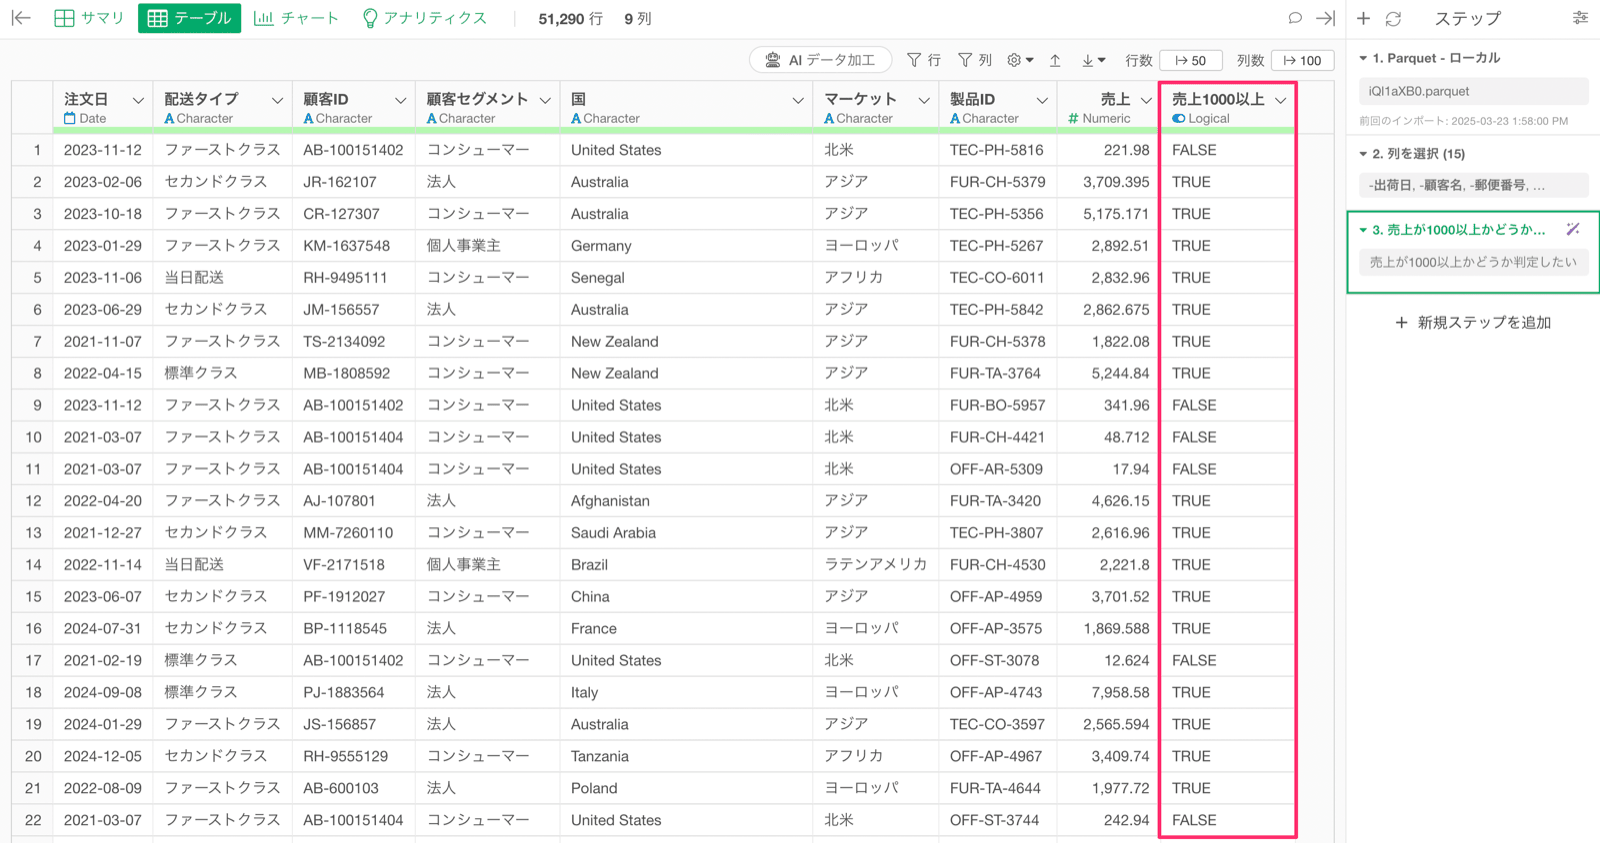 サマリ テーブル チャート アナリティクス 51,290 行 9 列
ステップ
AI データ加工 行 列 行数 50 列数 100
注文日 配送タイプ 顧客ID 顧客セグメント 国 マーケット 製品ID 売上 売上1000以上
Date Character Character Character Character Character Character Numeric Logical
1 2023-11-12 ファーストクラス AB-100151402 コンシューマー United States 北米 TEC-PH-5816 221.98 FALSE
2 2023-02-06 セカンドクラス JR-162107 法人 Australia アジア FUR-CH-5379 3,709.395 TRUE
3 2023-10-18 ファーストクラス CR-127307 コンシューマー Australia アジア TEC-PH-5356 5,175.171 TRUE
4 2023-01-29 ファーストクラス KM-1637548 個人事業主 Germany ヨーロッパ TEC-PH-5267 2,892.51 TRUE
5 2023-11-06 当日配送 RH-9495111 コンシューマー Senegal アフリカ TEC-CO-6011 2,832.96 TRUE
6 2023-06-29 セカンドクラス JM-156557 法人 Australia アジア TEC-PH-5842 2,862.675 TRUE
7 2021-11-07 ファーストクラス TS-2134092 コンシューマー New Zealand アジア FUR-CH-5378 1,822.08 TRUE
8 2022-04-15 標準クラス MB-1808592 コンシューマー New Zealand アジア FUR-TA-3764 5,244.84 TRUE
9 2023-11-12 ファーストクラス AB-100151402 コンシューマー United States 北米 FUR-BO-5957 341.96 FALSE
10 2021-03-07 ファーストクラス AB-100151404 コンシューマー United States 北米 FUR-CH-4421 48.712 FALSE
11 2021-03-07 ファーストクラス AB-100151404 コンシューマー United States 北米 OFF-AR-5309 17.94 FALSE
12 2022-04-20 ファーストクラス AJ-107801 法人 Afghanistan アジア FUR-TA-3420 4,626.15 TRUE
13 2021-12-27 セカンドクラス MM-7260110 コンシューマー Saudi Arabia アジア TEC-PH-3807 2,616.96 TRUE
14 2022-11-14 当日配送 VF-2171518 個人事業主 Brazil ラテンアメリカ FUR-CH-4530 2,221.8 TRUE
15 2023-06-07 セカンドクラス PF-1912027 コンシューマー China アジア OFF-AP-4959 3,701.52 TRUE
16 2024-07-31 セカンドクラス BP-1118545 法人 France ヨーロッパ OFF-AP-3575 1,869.588 TRUE
17 2021-02-19 標準クラス AB-100151402 コンシューマー United States 北米 OFF-ST-3078 12.624 FALSE
18 2024-09-08 標準クラス PJ-1883564 法人 Italy ヨーロッパ OFF-AP-4743 7,958.58 TRUE
19 2024-01-29 ファーストクラス JS-156857 法人 Australia アジア TEC-CO-3597 2,565.594 TRUE
20 2024-12-05 セカンドクラス RH-9555129 コンシューマー Tanzania アフリカ OFF-AP-4967 3,409.74 TRUE
21 2022-08-09 ファーストクラス AB-600103 法人 Poland ヨーロッパ FUR-TA-4644 1,977.72 TRUE
22 2021-03-07 ファーストクラス AB-100151404 コンシューマー United States 北米 OFF-ST-3744 242.94 FALSE
1. Parquet - ローカル
iQl1aXB0.parquet
前回のインポート: 2025-03-23 1:58:00 PM
2. 列を選択 (15)
-出荷日, -顧客名, -郵便番号, ...
3. 売上が1000以上かどうか...
売上が1000以上かどうか判定したい
+ 新規ステップを追加